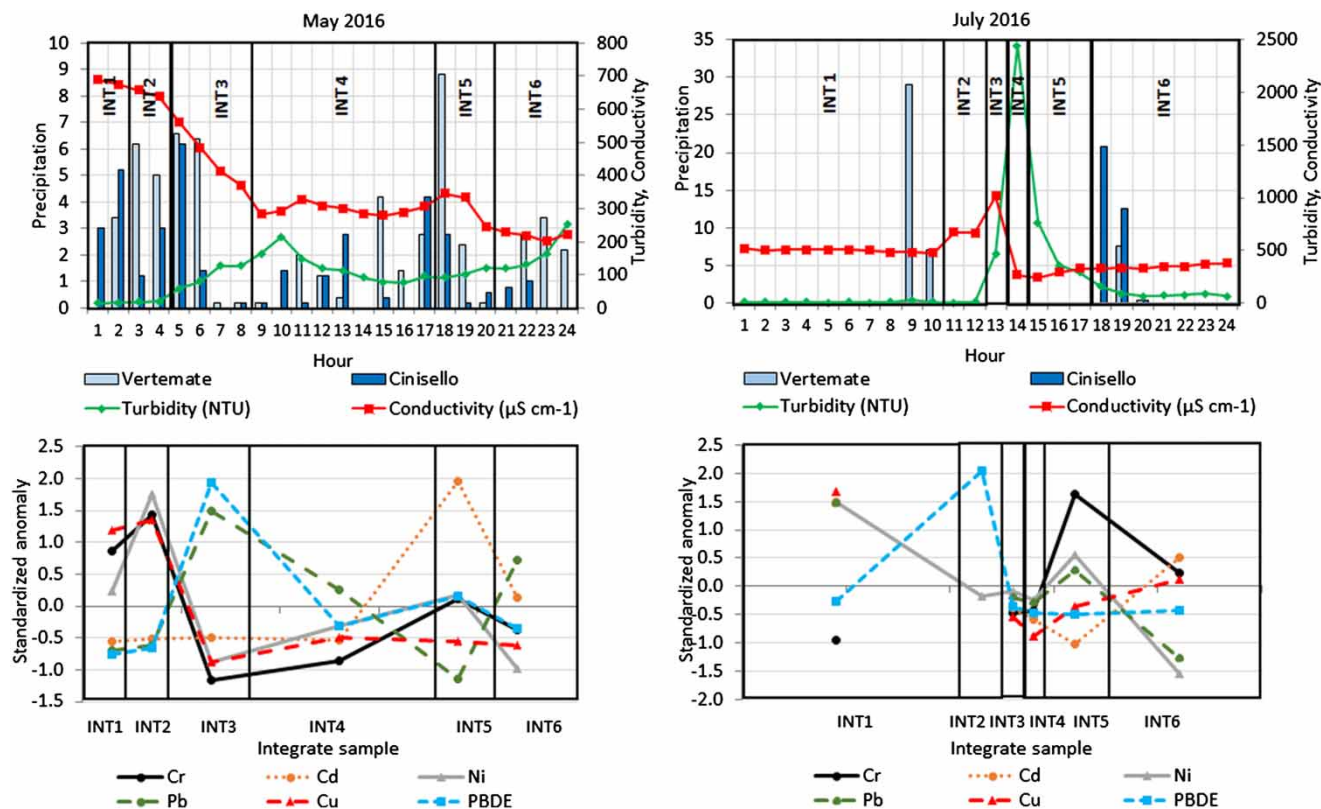 May 2016
10
9
8
7
6
5
4
3
2
1
0
Precipitation
800
700
600
500
400
300
200
100
0
Turbidity, Conductivity
INT1
INT2
INT3
INT4
INT5
INT6
1 2 3 4 5 6 7 8 9 10 11 12 13 14 15 16 17 18 19 20 21 22 23 24
Hour
Vertemate
Cinisello
Turbidity (NTU)
Conductivity (µS cm-1)
July 2016
35
30
25
20
15
10
5
0
Precipitation
2500
2000
1500
1000
500
0
Turbidity, Conductivity
INT1
INT2
INT3
INT4
INT5
INT6
1 2 3 4 5 6 7 8 9 10 11 12 13 14 15 16 17 18 19 20 21 22 23 24
Hour
Vertemate
Cinisello
Turbidity (NTU)
Conductivity (µS cm-1)
2.5
2.0
1.5
1.0
0.5
0.0
-0.5
-1.0
-1.5
Standardized anomaly
INT1 INT2 INT3 INT4 INT5 INT6
Integrate sample
Cr
Cd
Ni
Pb
Cu
PBDE
2.5
2.0
1.5
1.0
0.5
0.0
-0.5
-1.0
-1.5
-2.0
Standardized anomaly
INT1 INT2 INT3 INT4 INT5 INT6
Integrate sample
Cr
Cd
Ni
Pb
Cu
PBDE